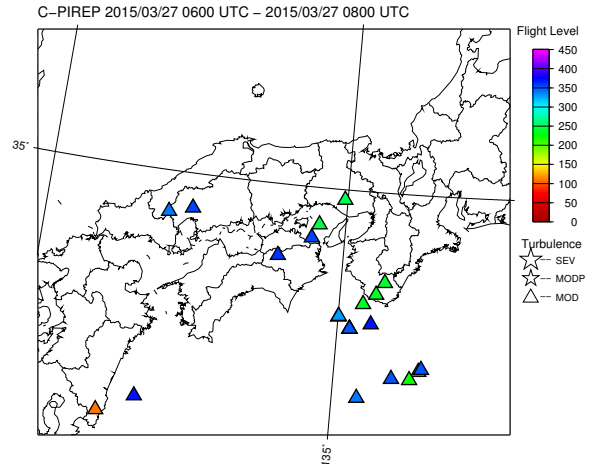 C-PIREP 2015/03/27 0600 UTC – 2015/03/27 0800 UTC
Flight Level
450
400
350
300
250
200
150
100
50
0
35°
Turbulence
-- SEV
-- MODP
-- MOD
135°